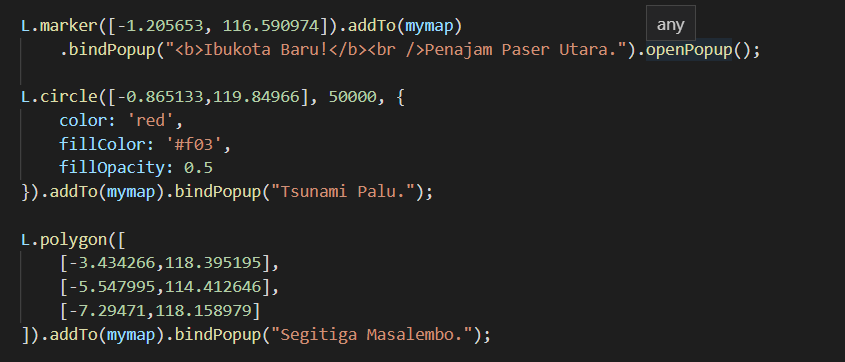 any
L.marker([-1.205653, 116.590974]).addTo(mymap)
    .bindPopup("<b>Ibukota Baru!</b><br />Penajam Paser Utara.").openPopup();
L.circle([-0.865133,119.84966], 50000, {
    color: 'red',
    fillColor: '#f03',
    fillOpacity: 0.5
}).addTo(mymap).bindPopup("Tsunami Palu.");
L.polygon([
    [-3.434266,118.395195],
    [-5.547995,114.412646],
    [-7.29471,118.158979]
]).addTo(mymap).bindPopup("Segitiga Masalembo.");